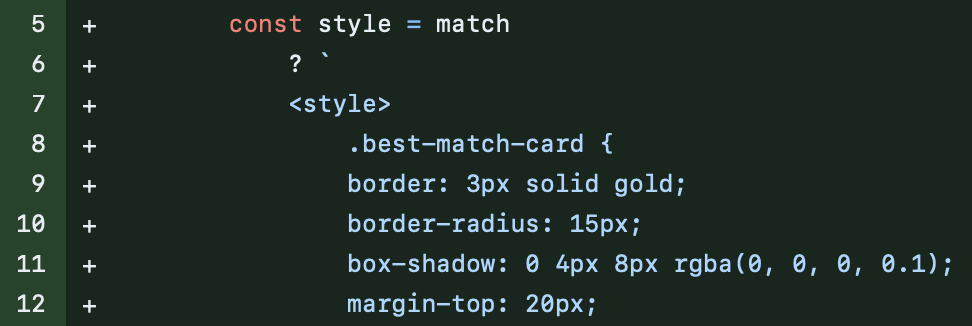 5 + const style = match
6 + ? `
7 + <style>
8 + .best-match-card {
9 + border: 3px solid gold;
10 + border-radius: 15px;
11 + box-shadow: 0 4px 8px rgba(0, 0, 0, 0.1);
12 + margin-top: 20px;